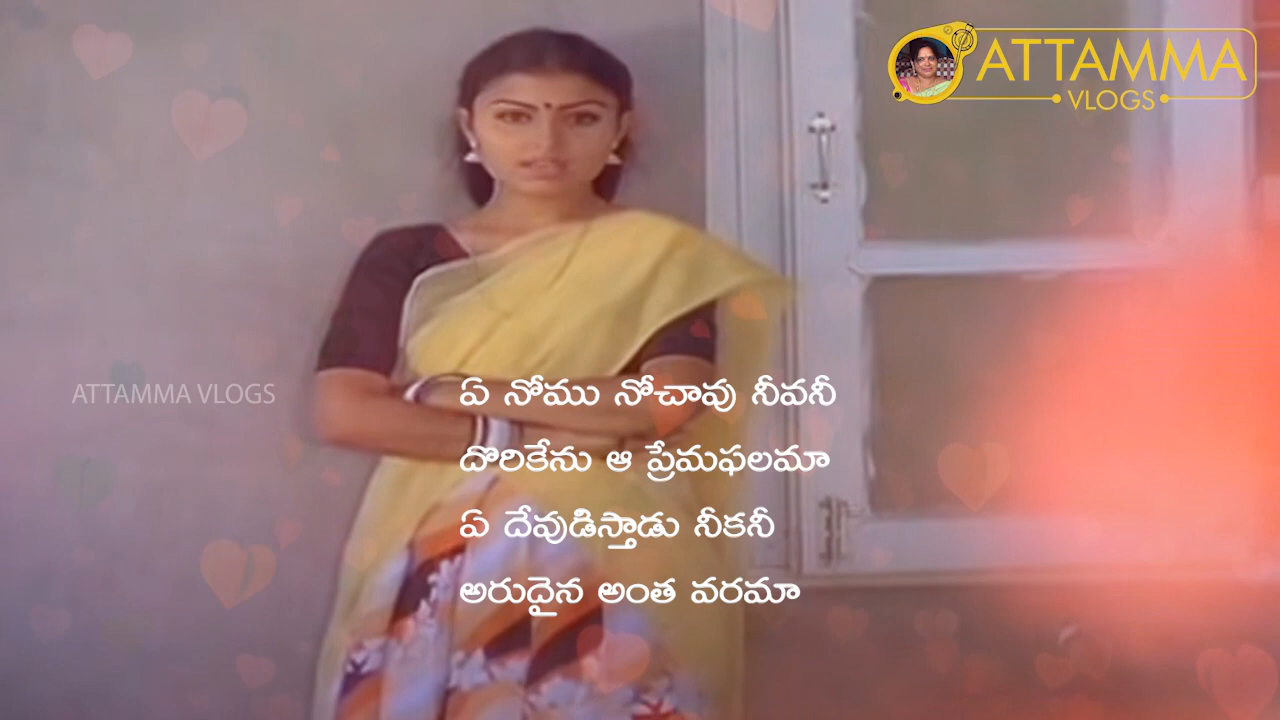 ATTAMMA
VLOGS
ATTAMMA VLOGS
ఏ నోము నోచావు నీవనీ
దొరికేను ఆ ప్రేమఫలమా
ఏ దేవుడిస్తాడు నీకనీ
అరుదైన అంత వరమా